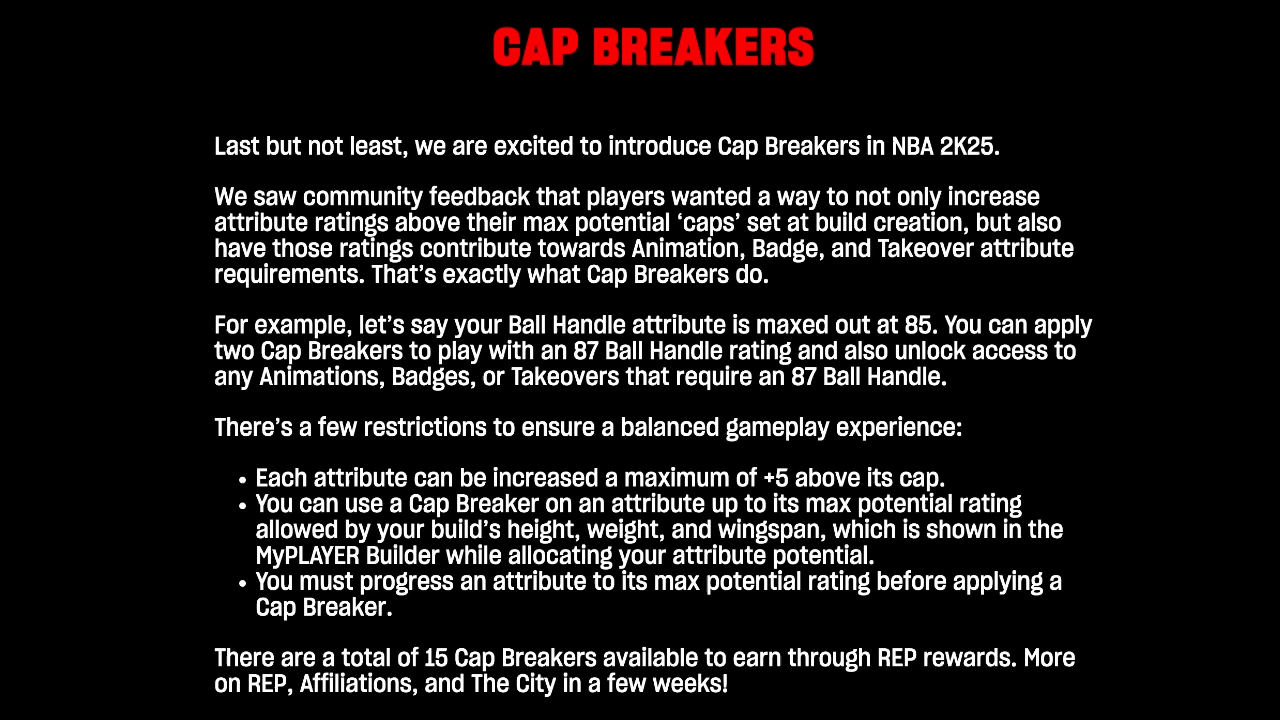 CAP BREAKERS
Last but not least, we are excited to introduce Cap Breakers in NBA 2K25.
We saw community feedback that players wanted a way to not only increase
attribute ratings above their max potential ‘caps’ set at build creation, but also
have those ratings contribute towards Animation, Badge, and Takeover attribute
requirements. That’s exactly what Cap Breakers do.
For example, let’s say your Ball Handle attribute is maxed out at 85. You can apply
two Cap Breakers to play with an 87 Ball Handle rating and also unlock access to
any Animations, Badges, or Takeovers that require an 87 Ball Handle.
There’s a few restrictions to ensure a balanced gameplay experience:
• Each attribute can be increased a maximum of +5 above its cap.
• You can use a Cap Breaker on an attribute up to its max potential rating
allowed by your build’s height, weight, and wingspan, which is shown in the
MyPLAYER Builder while allocating your attribute potential.
• You must progress an attribute to its max potential rating before applying a
Cap Breaker.
There are a total of 15 Cap Breakers available to earn through REP rewards. More
on REP, Affiliations, and The City in a few weeks!